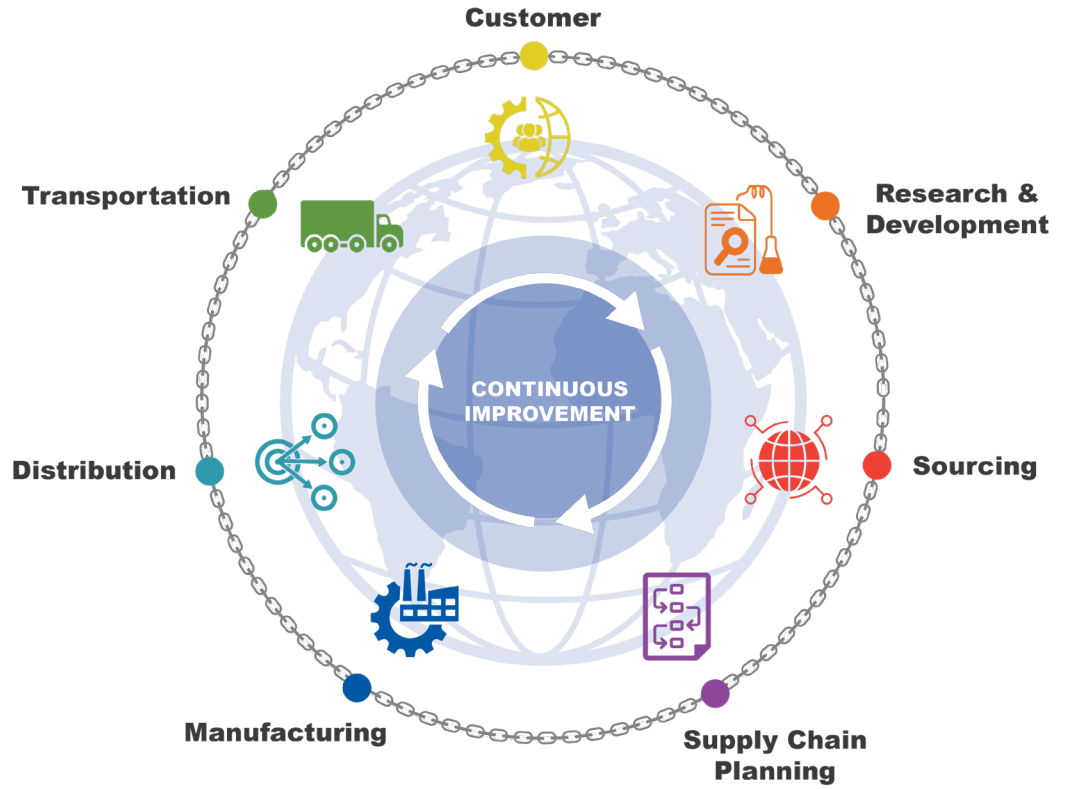 Customer
Research &
Development
Sourcing
Supply Chain
Planning
Manufacturing
Distribution
Transportation
CONTINUOUS
IMPROVEMENT